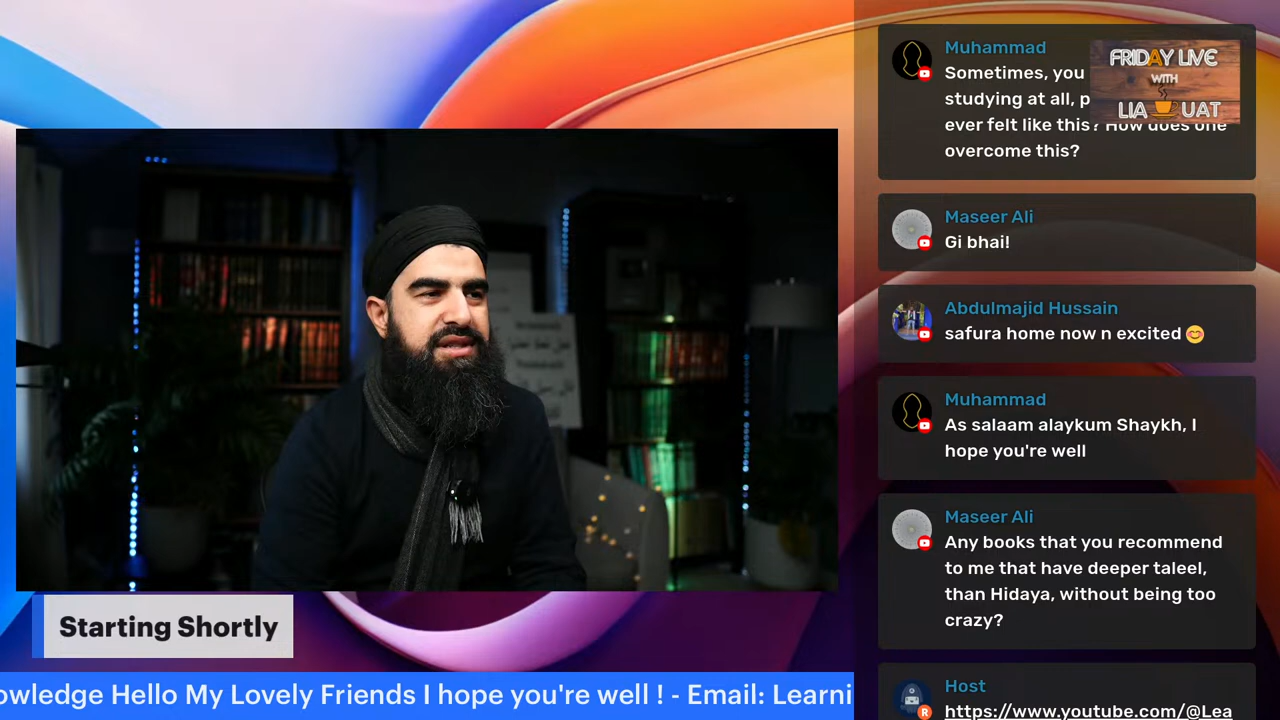 Muhammad
Sometimes, you
studying at all, p
ever felt like this? How does one
overcome this?
FRIDAY LIVE
WITH
LIA UAT
Maseer Ali
Gi bhai!
Abdulmajid Hussain
safura home now n excited 😊
Muhammad
As salaam alaykum Shaykh, I
hope you're well
Maseer Ali
Any books that you recommend
to me that have deeper taleel,
than Hidaya, without being too
crazy?
Host
https://www.youtube.com/@Lea
Starting Shortly
owledge Hello My Lovely Friends I hope you're well ! - Email: Learni